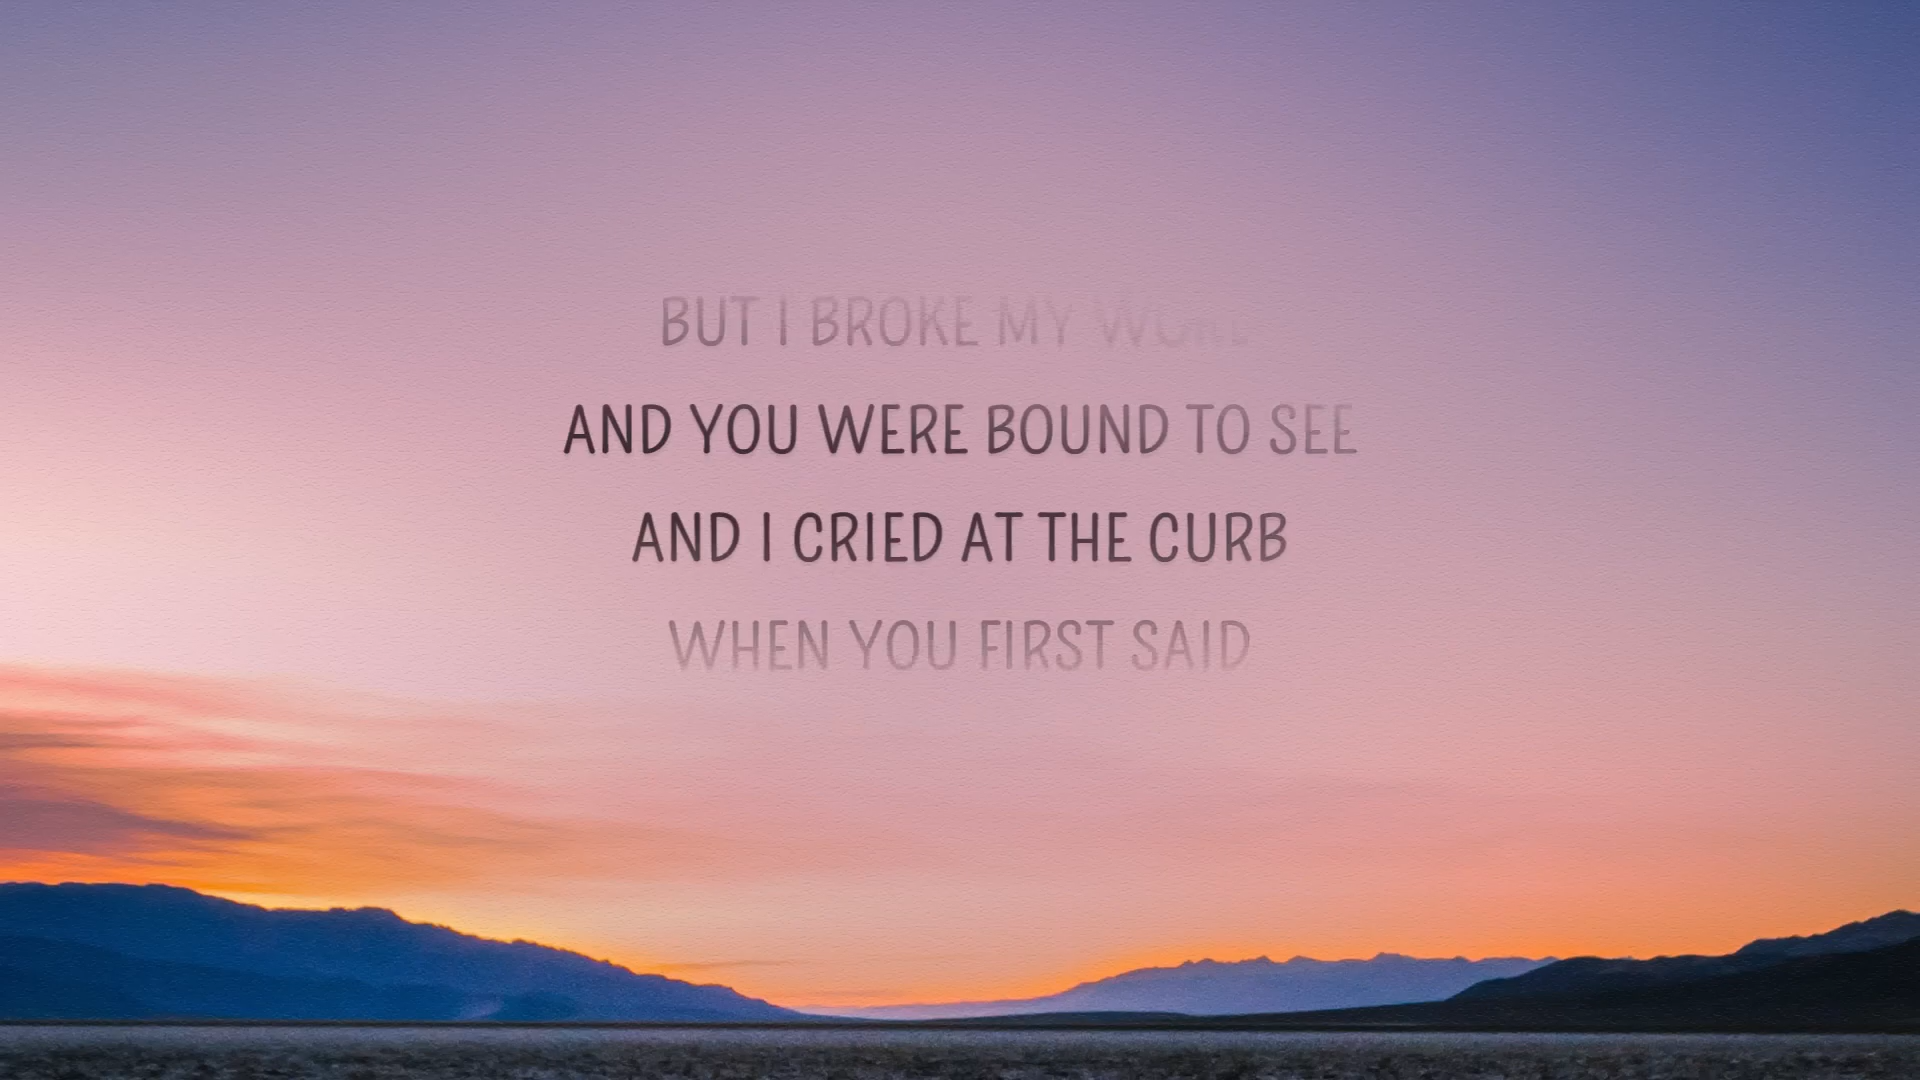 BUT I BROKE MY WORD
AND YOU WERE BOUND TO SEE
AND I CRIED AT THE CURB
WHEN YOU FIRST SAID